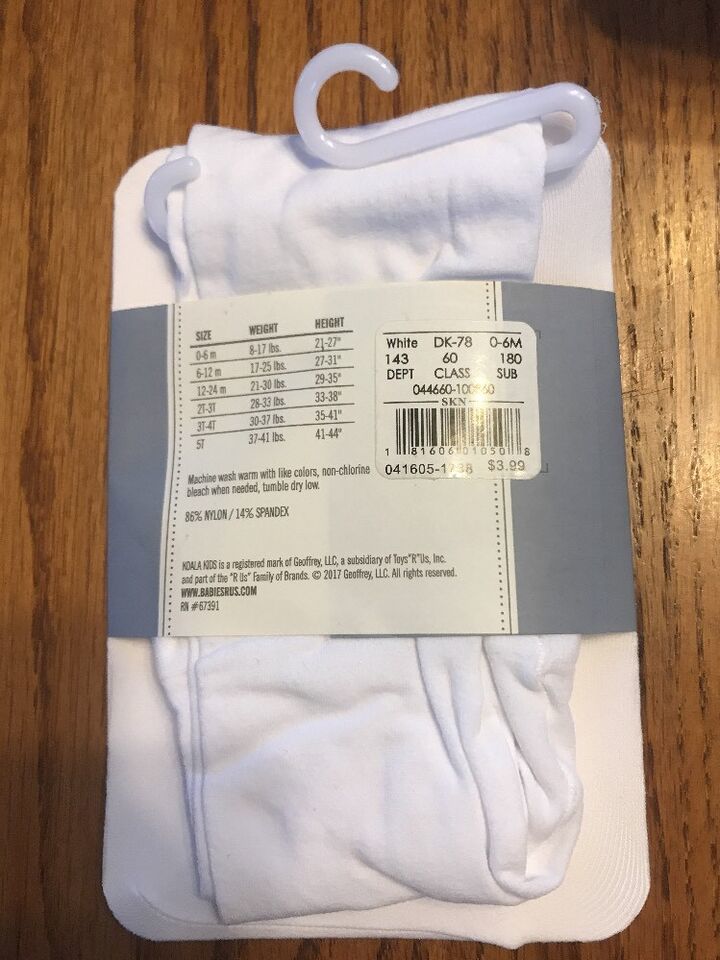 SIZE WEIGHT HEIGHT
0-6 m 8-17 lbs. 21-27"
6-12 m 17-25 lbs. 27-31"
12-24 m 21-30 lbs. 29-35"
2T-3T 28-33 lbs. 33-38"
3T-4T 30-37 lbs. 35-41"
5T 37-41 lbs. 41-44"
Machine wash warm with like colors, non-chlorine
bleach when needed, tumble dry low.
86% NYLON / 14% SPANDEX
KOALA KIDS is a registered mark of Geoffrey, LLC, a subsidiary of Toys"R"Us, Inc.
and part of the "R Us" Family of Brands. © 2017 Geoffrey, LLC. All rights reserved.
WWW.BABIESRUS.COM
RN #67391
White DK-78 0-6M
143 60 180
DEPT CLASS SUB
SKN
1 81606 01050 8
$3.99